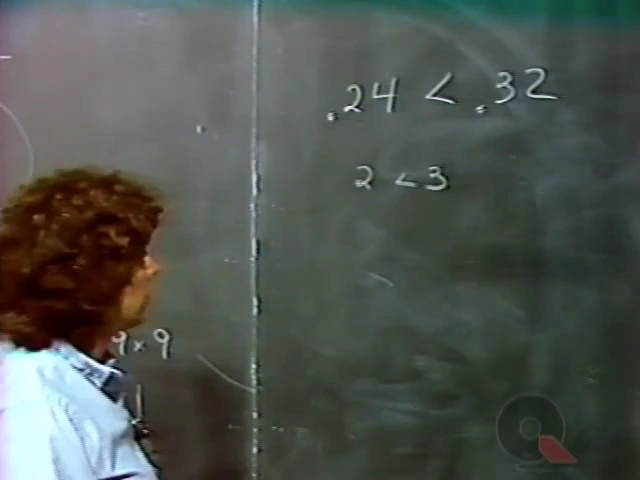 .24 < .32
2 < 3
9 x 9